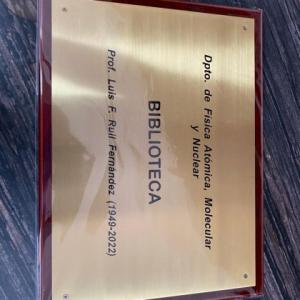 Dpto. de Física Atómica, Molecular
y Nuclear
BIBLIOTECA
Prof. Luis F. Rull Fernández (1949-2022)